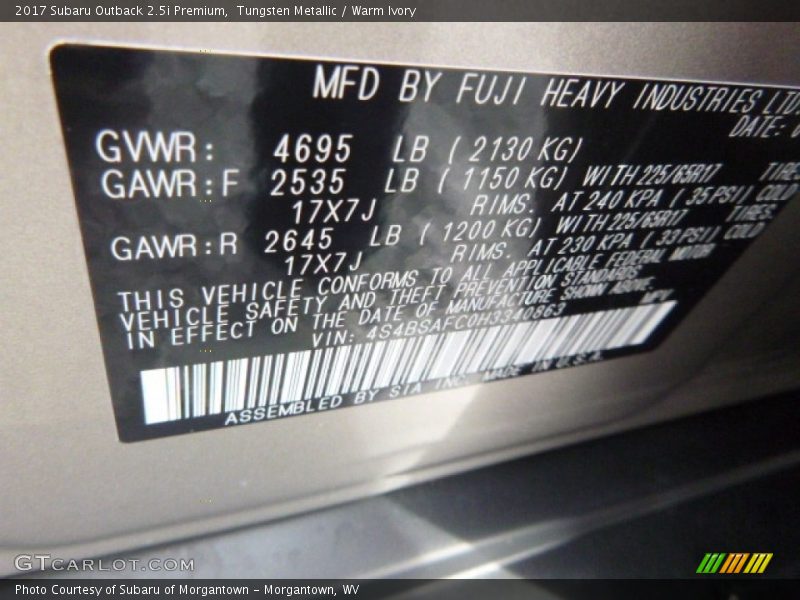 2017 Subaru Outback 2.5i Premium, Tungsten Metallic / Warm Ivory
MFD BY FUJI HEAVY INDUSTRIES LTD.
DATE: 0
GVWR: 4695 LB ( 2130 KG)
GAWR:F 2535 LB ( 1150 KG) WITH 225/65R17 TIRES
17X7J RIMS. AT 240 KPA ( 35 PSI ) COLD
GAWR:R 2645 LB ( 1200 KG) WITH 225/65R17 TIRES.
17X7J RIMS. AT 230 KPA ( 33 PSI ) COLD
THIS VEHICLE CONFORMS TO ALL APPLICABLE FEDERAL MOTOR
VEHICLE SAFETY AND THEFT PREVENTION STANDARDS
IN EFFECT ON THE DATE OF MANUFACTURE SHOWN ABOVE.
VIN: 4S4BSAFC0H3340863 MPV
ASSEMBLED BY SIA INC. MADE IN U.S.A.
GTCARLOT.COM
Photo Courtesy of Subaru of Morgantown - Morgantown, WV